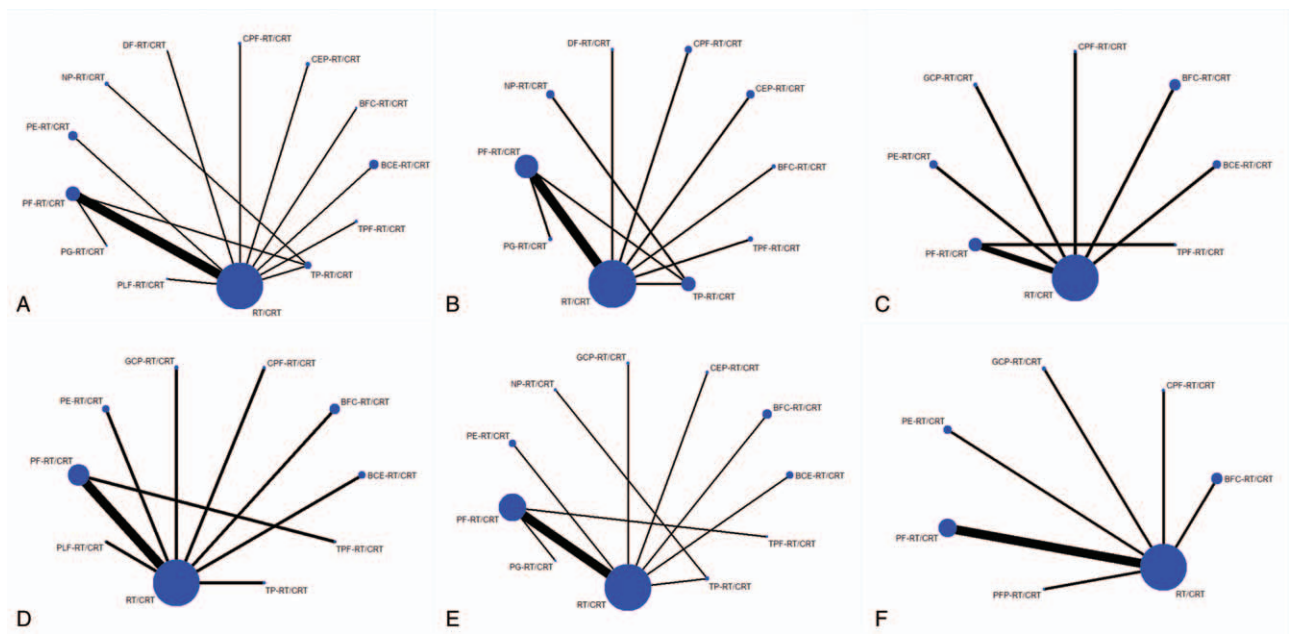 CPF-RT/CRT
DF-RT/CRT
CEP-RT/CRT
NP-RT/CRT
BFC-RT/CRT
PE-RT/CRT
BCE-RT/CRT
PF-RT/CRT
TPF-RT/CRT
PG-RT/CRT
TP-RT/CRT
PLF-RT/CRT
RT/CRT
A
DF-RT/CRT
CPF-RT/CRT
NP-RT/CRT
CEP-RT/CRT
PF-RT/CRT
BFC-RT/CRT
PG-RT/CRT
TPF-RT/CRT
RT/CRT
TP-RT/CRT
B
CPF-RT/CRT
GCP-RT/CRT
BFC-RT/CRT
PE-RT/CRT
BCE-RT/CRT
PF-RT/CRT
TPF-RT/CRT
RT/CRT
C
GCP-RT/CRT
CPF-RT/CRT
PE-RT/CRT
BFC-RT/CRT
PF-RT/CRT
BCE-RT/CRT
PLF-RT/CRT
TPF-RT/CRT
RT/CRT
TP-RT/CRT
D
GCP-RT/CRT
CEP-RT/CRT
NP-RT/CRT
BFC-RT/CRT
PE-RT/CRT
BCE-RT/CRT
PF-RT/CRT
TPF-RT/CRT
PG-RT/CRT
TP-RT/CRT
RT/CRT
E
GCP-RT/CRT
CPF-RT/CRT
PE-RT/CRT
BFC-RT/CRT
PF-RT/CRT
PFP-RT/CRT
RT/CRT
F